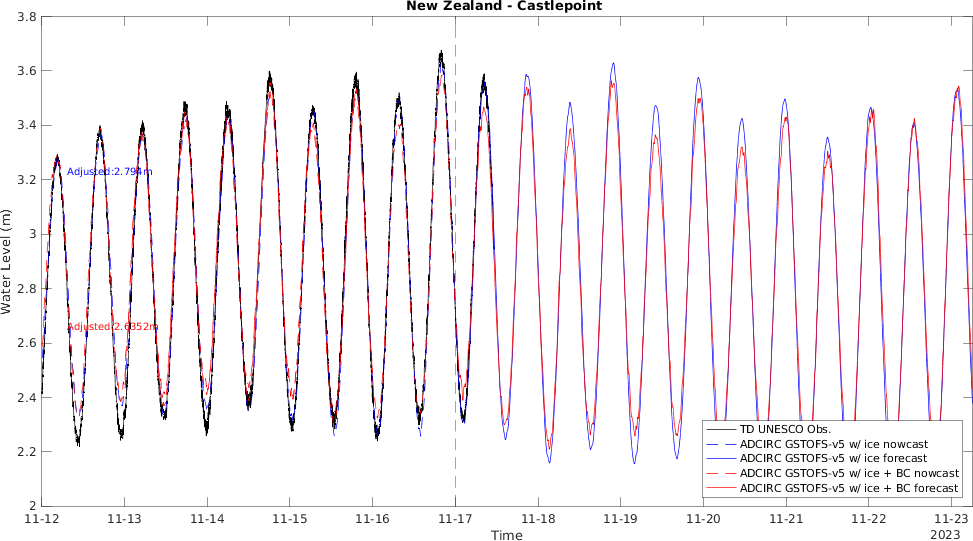 New Zealand - Castlepoint
3.8
3.6
3.4
3.2
3
2.8
2.6
2.4
2.2
2
Water Level (m)
Adjusted:2.794m
Adjusted:2.6352m
TD UNESCO Obs.
ADCIRC GSTOFS-v5 w/ ice nowcast
ADCIRC GSTOFS-v5 w/ ice forecast
ADCIRC GSTOFS-v5 w/ ice + BC nowcast
ADCIRC GSTOFS-v5 w/ ice + BC forecast
11-12 11-13 11-14 11-15 11-16 11-17 11-18 11-19 11-20 11-21 11-22 11-23
Time
2023